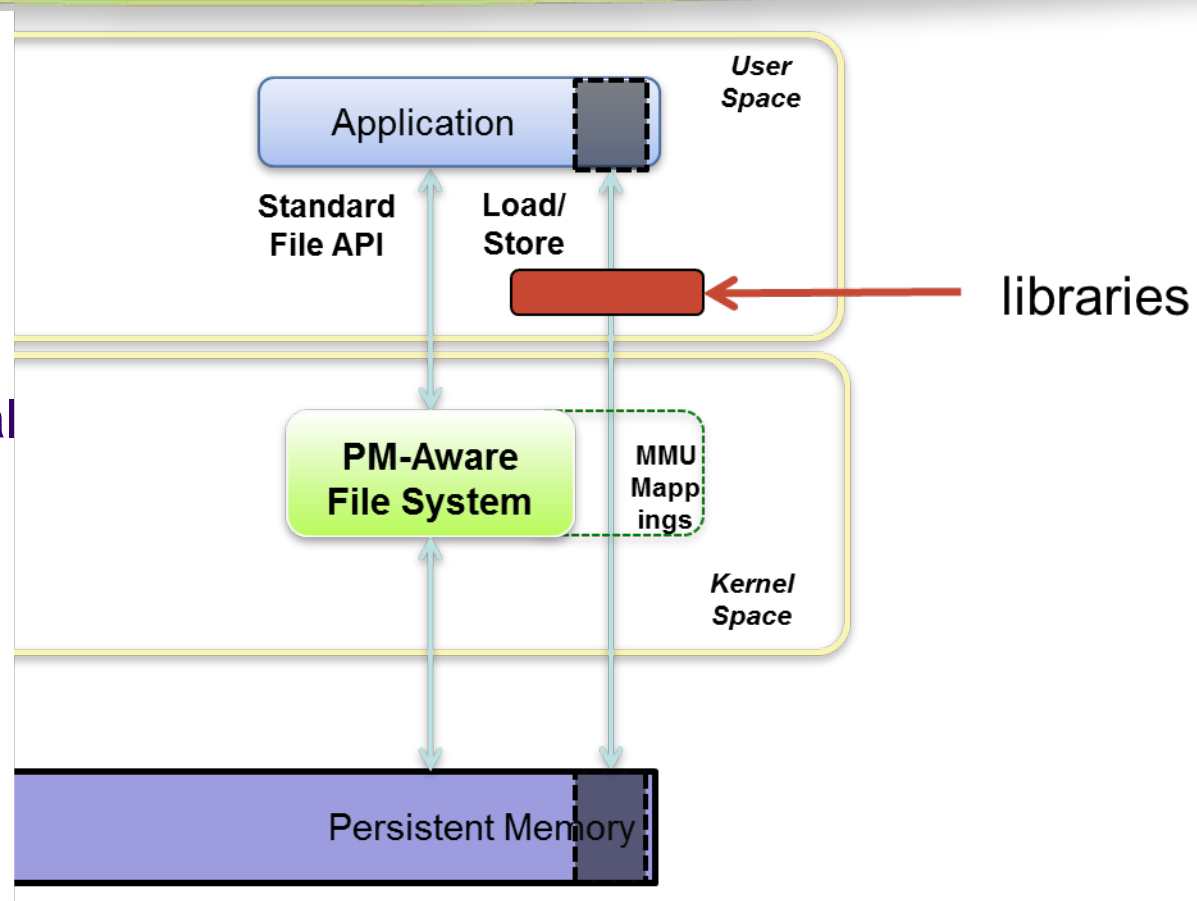 User
Space
Application
Standard
File API
Load/
Store
libraries
al
PM-Aware
File System
MMU
Mapp
ings
Kernel
Space
Persistent Memory